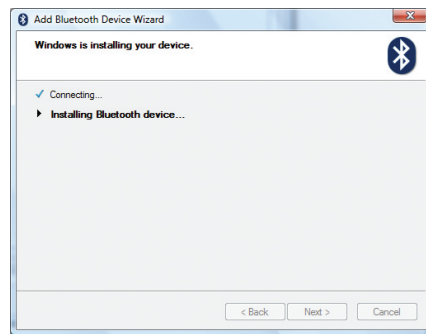 Add Bluetooth Device Wizard
Windows is installing your device.
Connecting...
Installing Bluetooth device...
< Back Next > Cancel